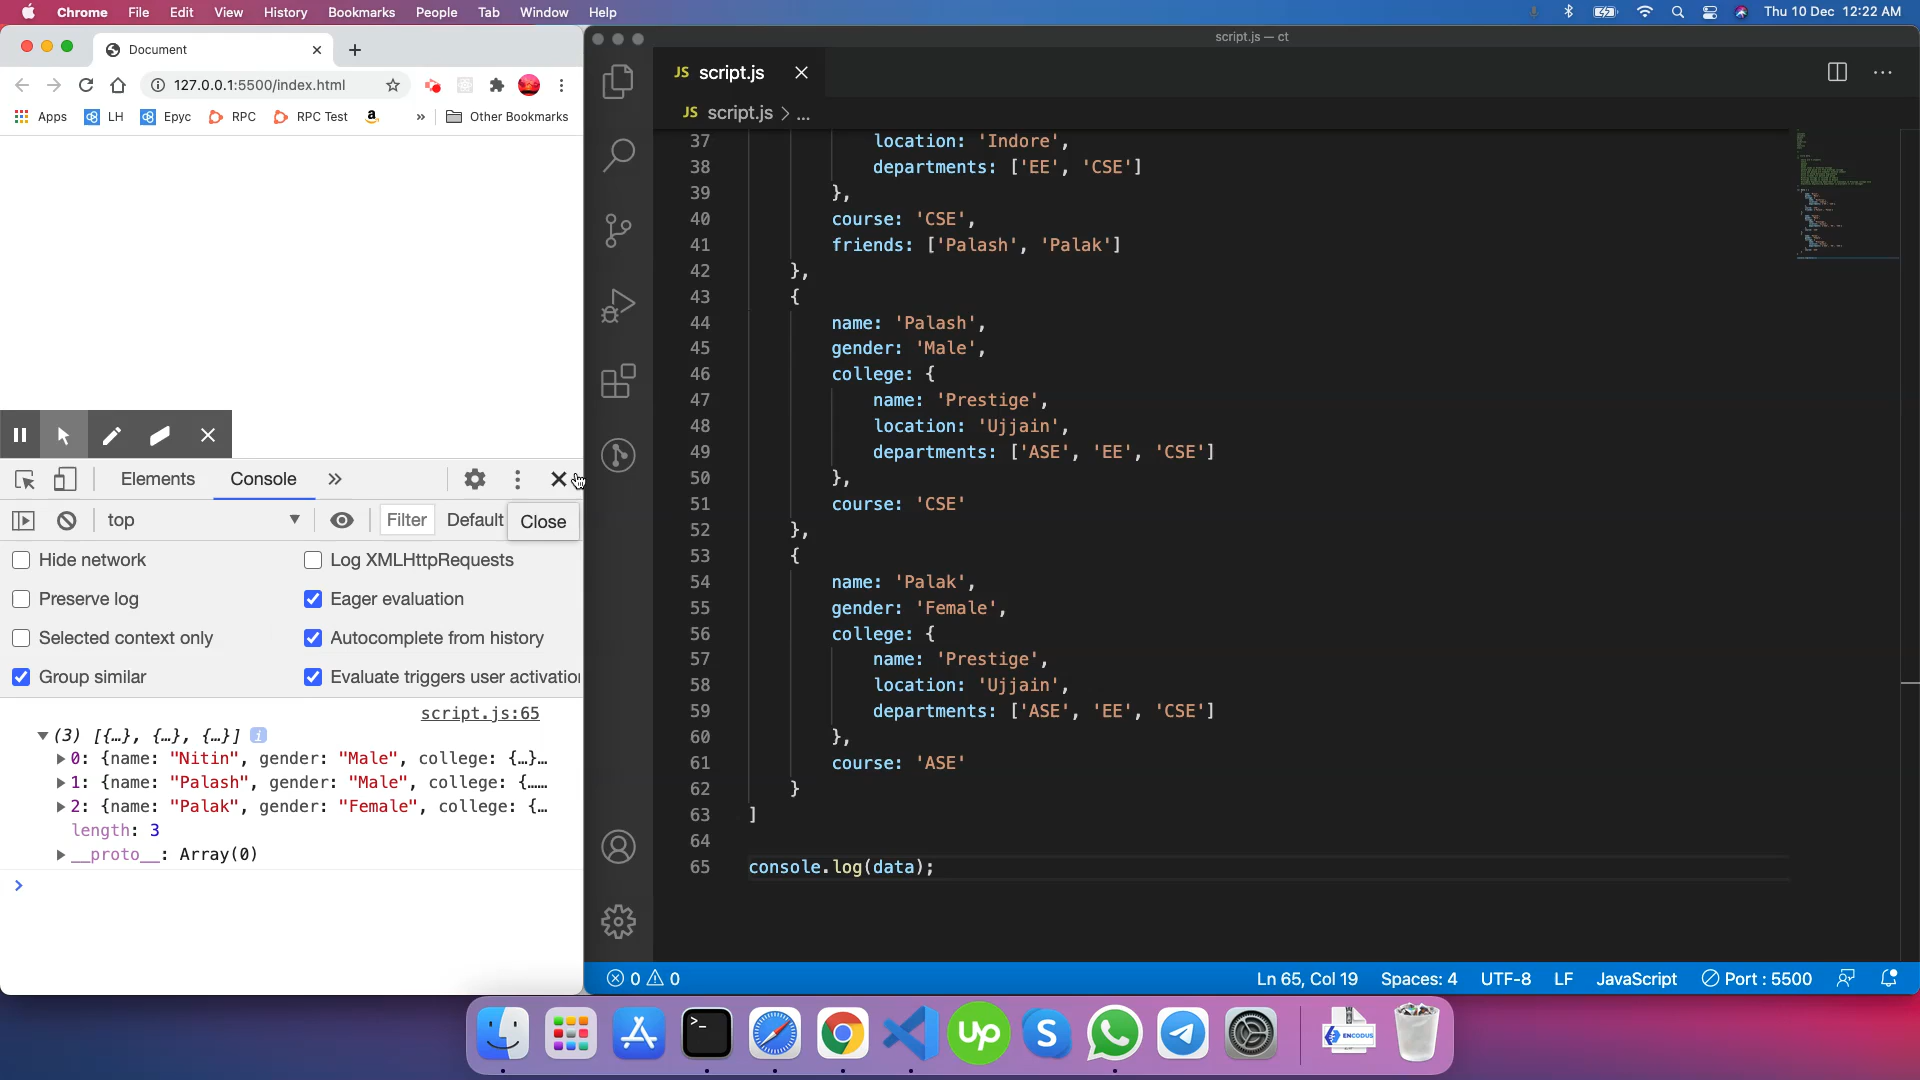 Chrome File Edit View History Bookmarks People Tab Window Help Thu 10 Dec 12:22 AM
Document
127.0.0.1:5500/index.html
Apps LH Epyc RPC RPC Test a » Other Bookmarks
Elements Console »
top Filter Default
Close
Hide network Log XMLHttpRequests
Preserve log Eager evaluation
Selected context only Autocomplete from history
Group similar Evaluate triggers user activation
script.js:65
(3) [{…}, {…}, {…}] i
0: {name: "Nitin", gender: "Male", college: {…}…
1: {name: "Palash", gender: "Male", college: {……
2: {name: "Palak", gender: "Female", college: {…
length: 3
__proto__: Array(0)
script.js — ct
JS script.js
JS script.js > ...
37 location: 'Indore',
38 departments: ['EE', 'CSE']
39 },
40 course: 'CSE',
41 friends: ['Palash', 'Palak']
42 },
43 {
44 name: 'Palash',
45 gender: 'Male',
46 college: {
47 name: 'Prestige',
48 location: 'Ujjain',
49 departments: ['ASE', 'EE', 'CSE']
50 },
51 course: 'CSE'
52 },
53 {
54 name: 'Palak',
55 gender: 'Female',
56 college: {
57 name: 'Prestige',
58 location: 'Ujjain',
59 departments: ['ASE', 'EE', 'CSE']
60 },
61 course: 'ASE'
62 }
63 ]
64
65 console.log(data);
0 0 Ln 65, Col 19 Spaces: 4 UTF-8 LF JavaScript Port : 5500
>_ up S ENCODUS